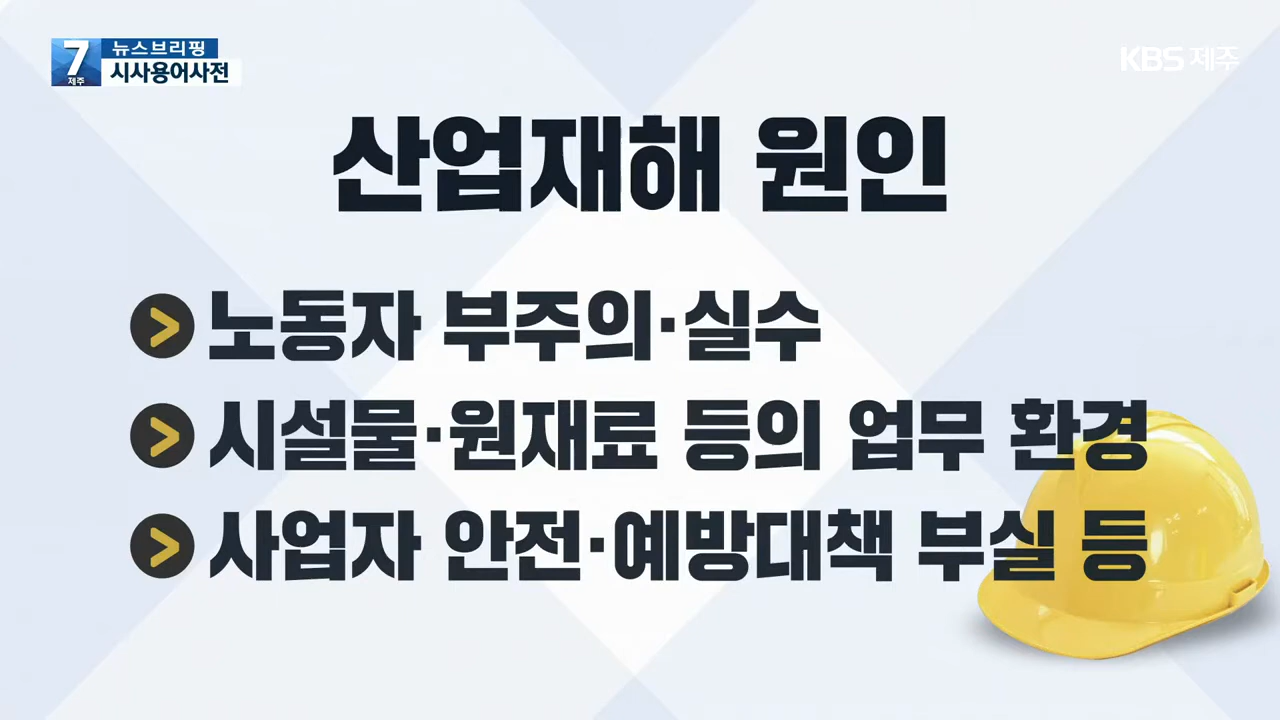 7 제주
뉴스브리핑
시사용어사전
KBS 제주
산업재해 원인
노동자 부주의·실수
시설물·원재료 등의 업무 환경
사업자 안전·예방대책 부실 등